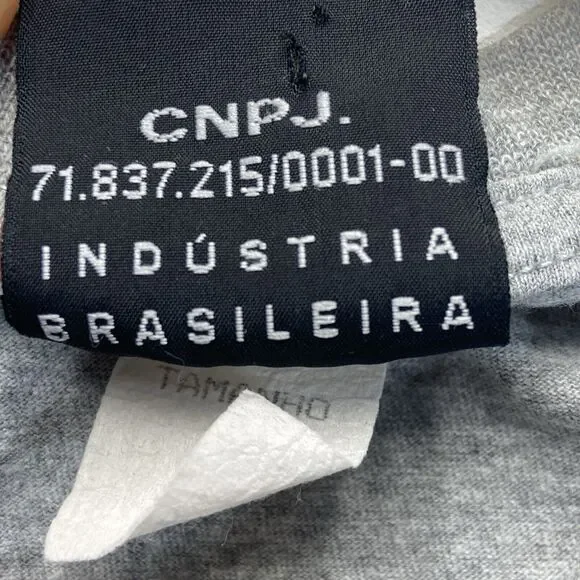 CNPJ.
71.837.215/0001-00
INDÚSTRIA
BRASILEIRA
TAMANHO